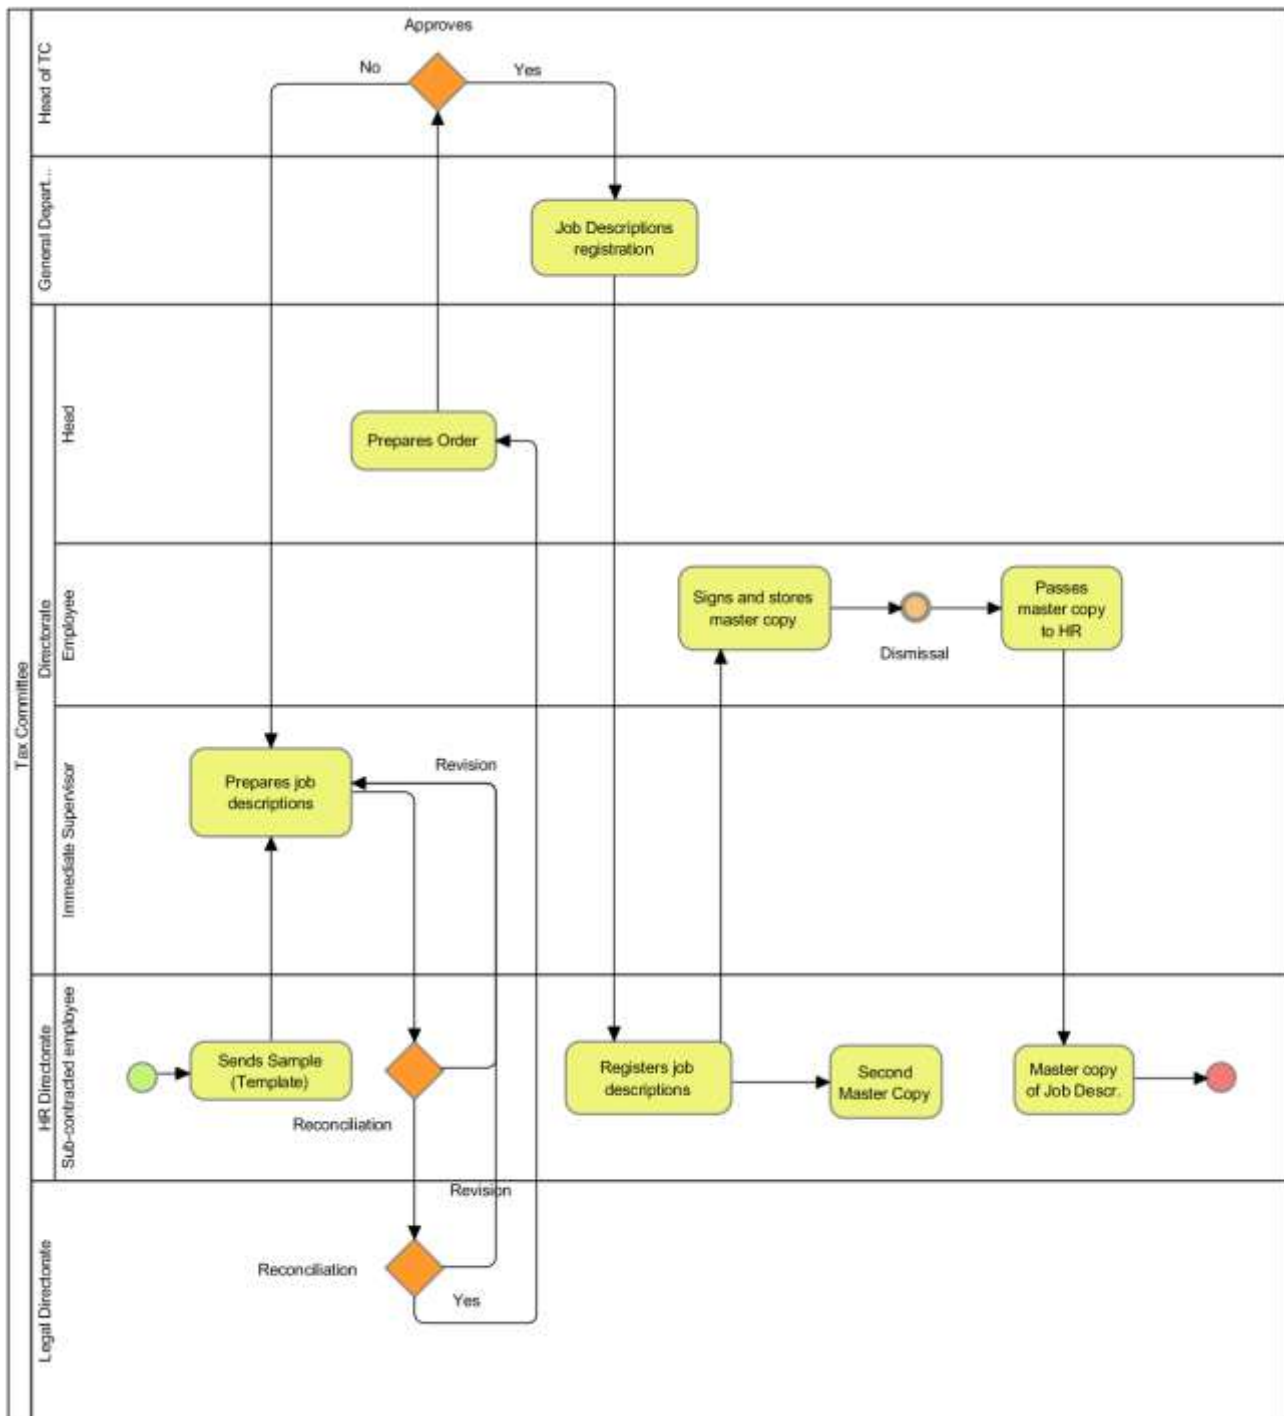 Approves
No
Yes
Head of TC
General Depart...
Job Descriptions
registration
Head
Prepares Order
Tax Committee
Directorate
Employee
Signs and stores
master copy
Dismissal
Passes
master copy
to HR
Immediate Supervisor
Prepares job
descriptions
Revision
HR Directorate
Sub-contracted employee
Sends Sample
(Template)
Reconciliation
Registers job
descriptions
Second
Master Copy
Master copy
of Job Descr.
Revision
Legal Directorate
Reconciliation
Yes